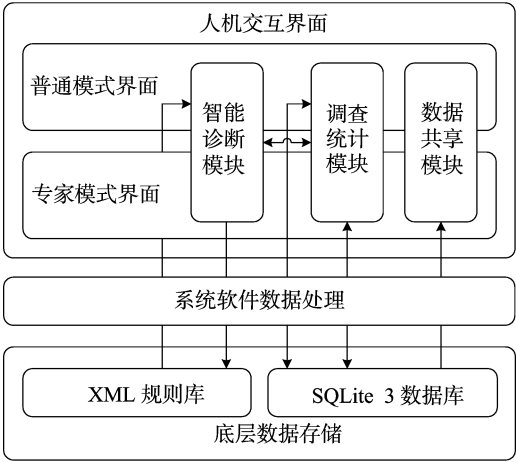 人机交互界面
普通模式界面
智能
诊断
模块
调查
统计
模块
数据
共享
模块
专家模式界面
系统软件数据处理
XML 规则库
SQLite 3 数据库
底层数据存储